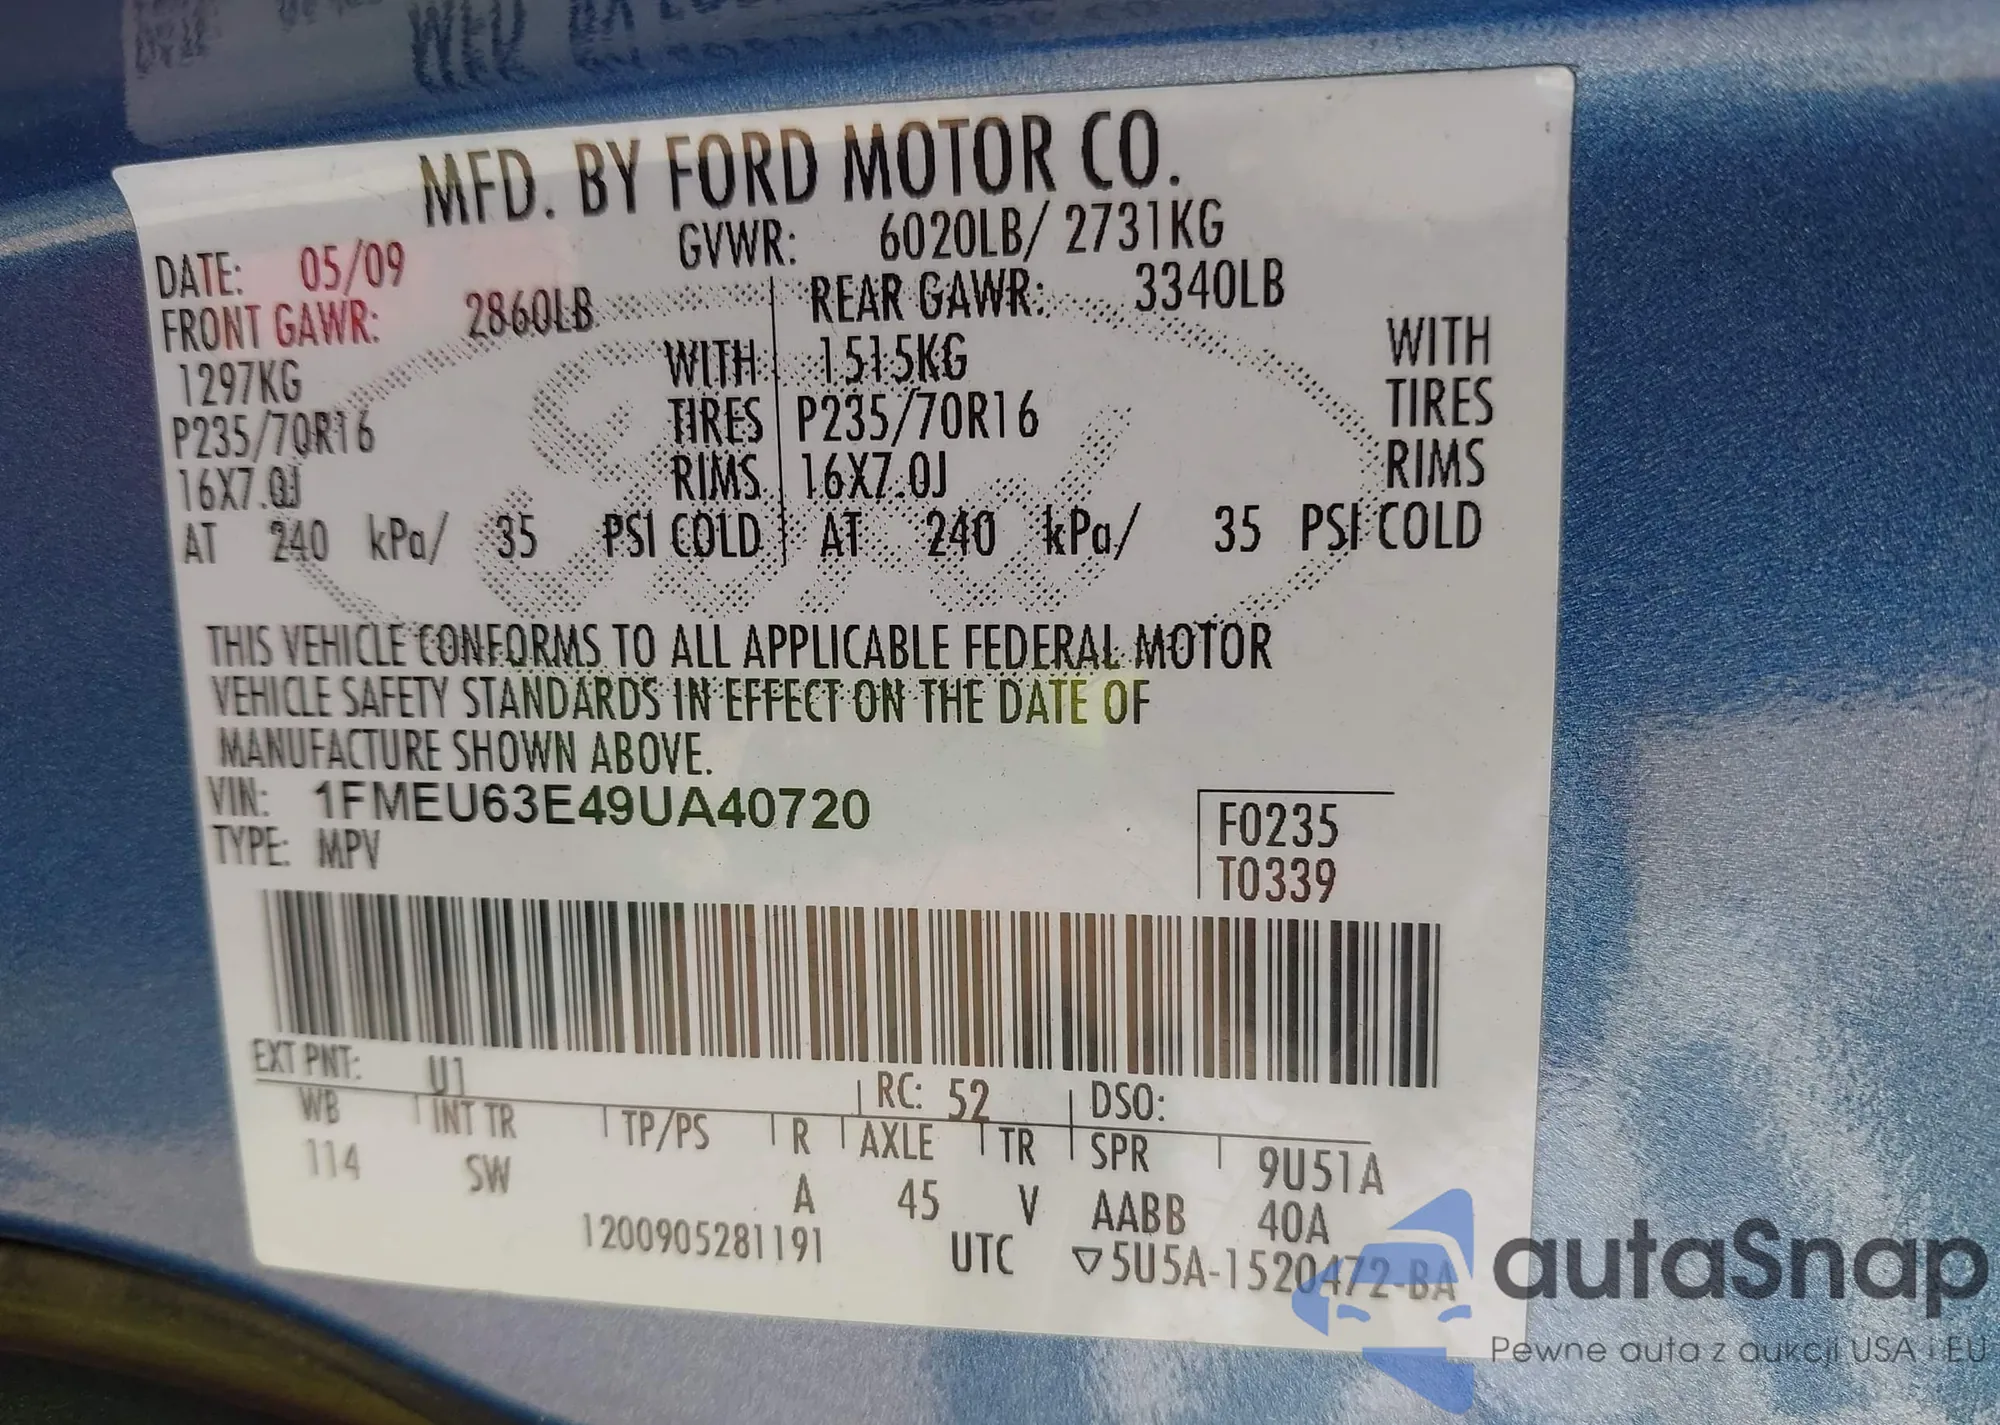 MFD. BY FORD MOTOR CO.
DATE: 05/09 GVWR: 6020LB/ 2731KG
FRONT GAWR: 2860LB REAR GAWR: 3340LB
1297KG WITH 1515KG WITH
P235/70R16 TIRES P235/70R16 TIRES
16X7.0J RIMS 16X7.0J RIMS
AT 240 kPa/ 35 PSI COLD AT 240 kPa/ 35 PSI COLD
THIS VEHICLE CONFORMS TO ALL APPLICABLE FEDERAL MOTOR
VEHICLE SAFETY STANDARDS IN EFFECT ON THE DATE OF
MANUFACTURE SHOWN ABOVE.
VIN: 1FMEU63E49UA40720
TYPE: MPV
F0235
T0339
EXT PNT: U1 RC: 52 DSO:
WB INT TR TP/PS R AXLE TR SPR 9U51A
114 SW A 45 V AABB 40A
1200905281191 UTC ▽5U5A-1520472-BA
autaSnap
Pewne auta z aukcji USA i EU